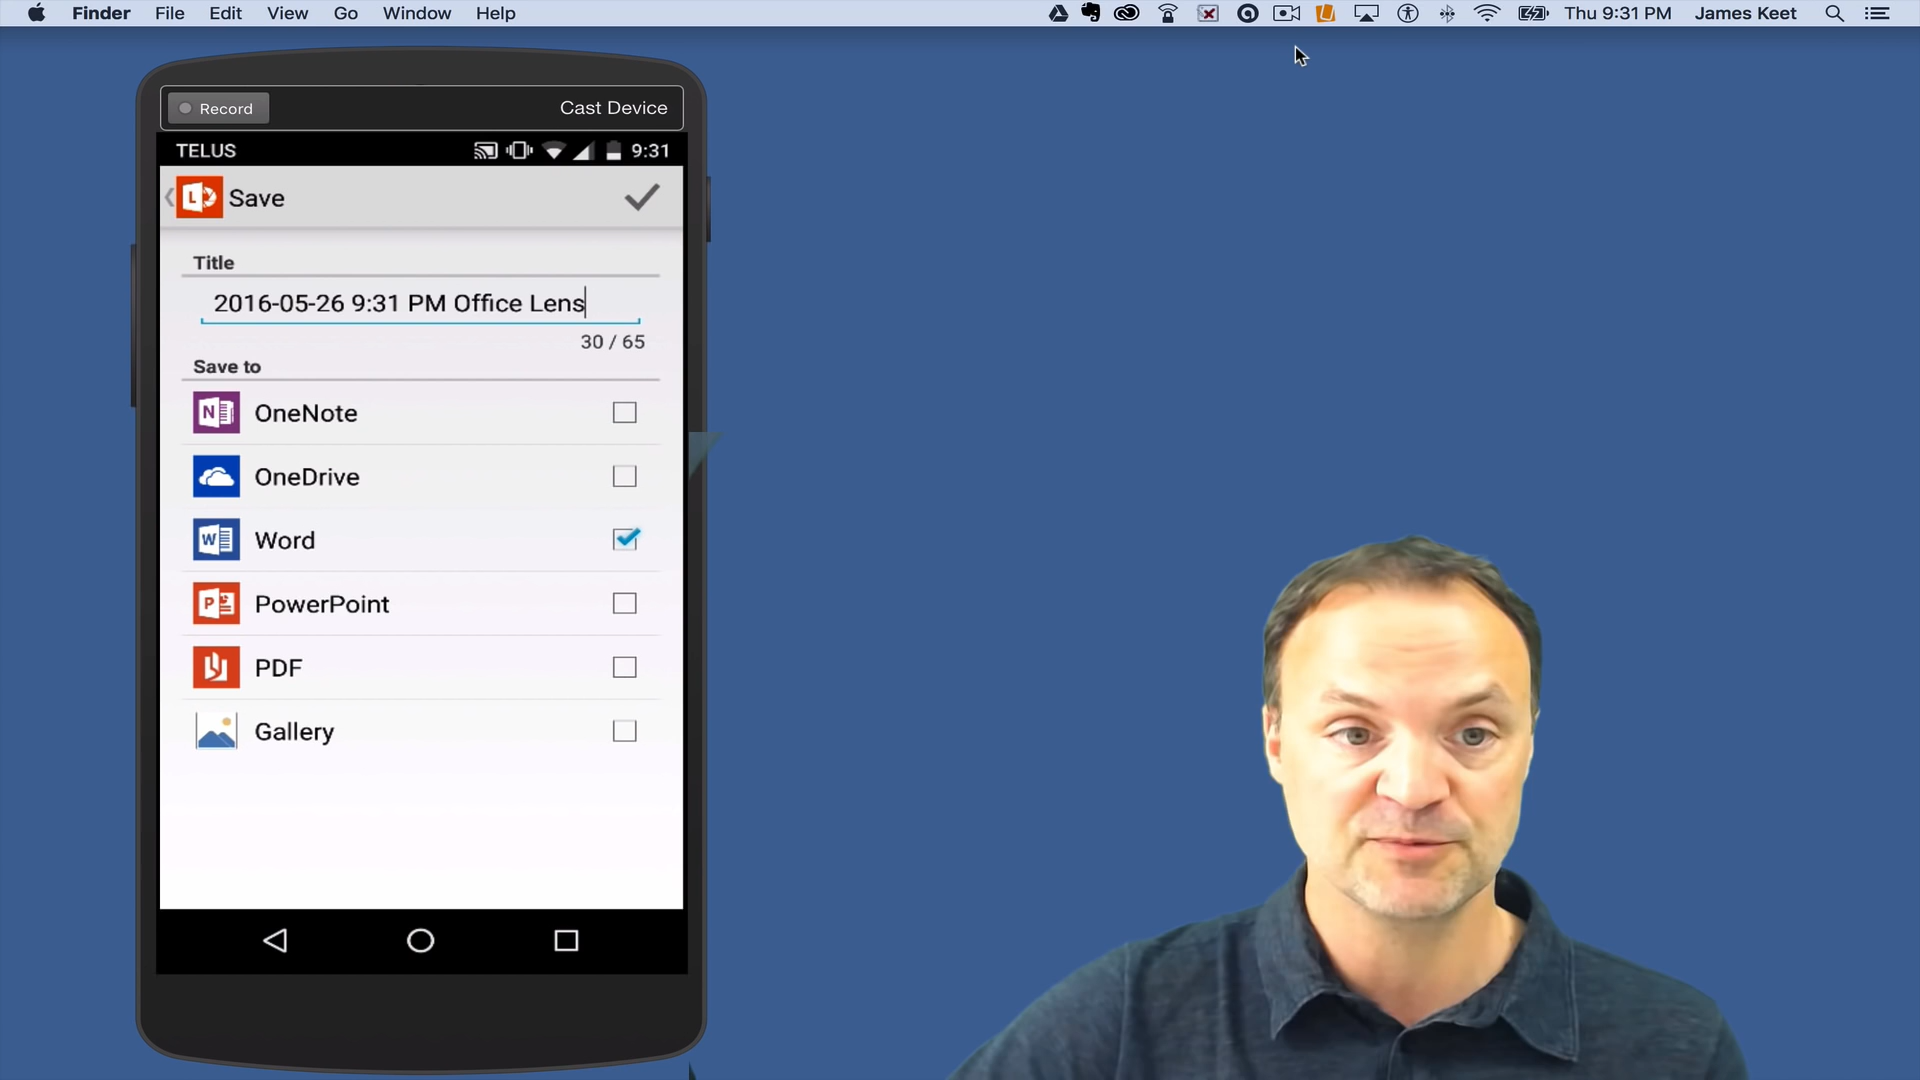 Finder File Edit View Go Window Help Thu 9:31 PM James Keet
Record Cast Device
TELUS 9:31
Save
Title
2016-05-26 9:31 PM Office Lens
30 / 65
Save to
OneNote
OneDrive
Word
PowerPoint
PDF
Gallery